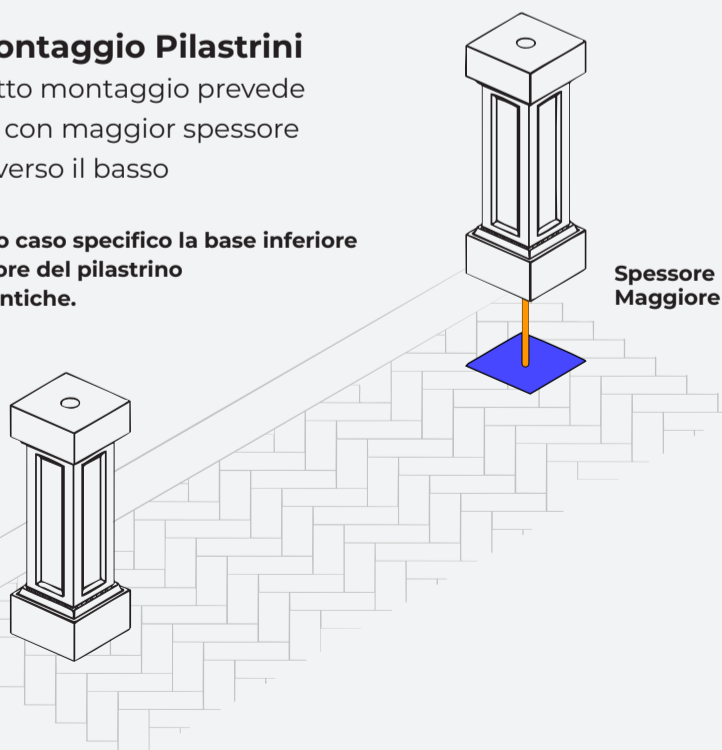 ontaggio Pilastrini
tto montaggio prevede
con maggior spessore
verso il basso
o caso specifico la base inferiore
ore del pilastrino
ntiche.
Spessore
Maggiore